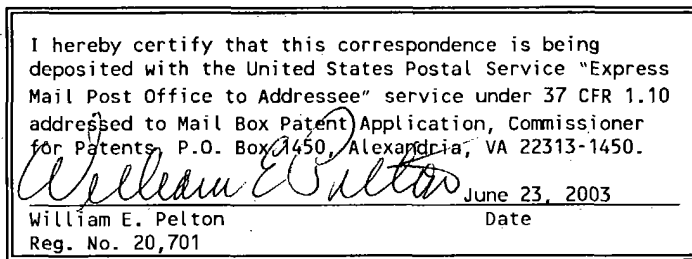 I hereby certify that this correspondence is being
deposited with the United States Postal Service "Express
Mail Post Office to Addressee" service under 37 CFR 1.10
addressed to Mail Box Patent Application, Commissioner
for Patents, P.O. Box 1450, Alexandria, VA 22313-1450.
William E Pelton June 23, 2003
William E. Pelton Date
Reg. No. 20,701